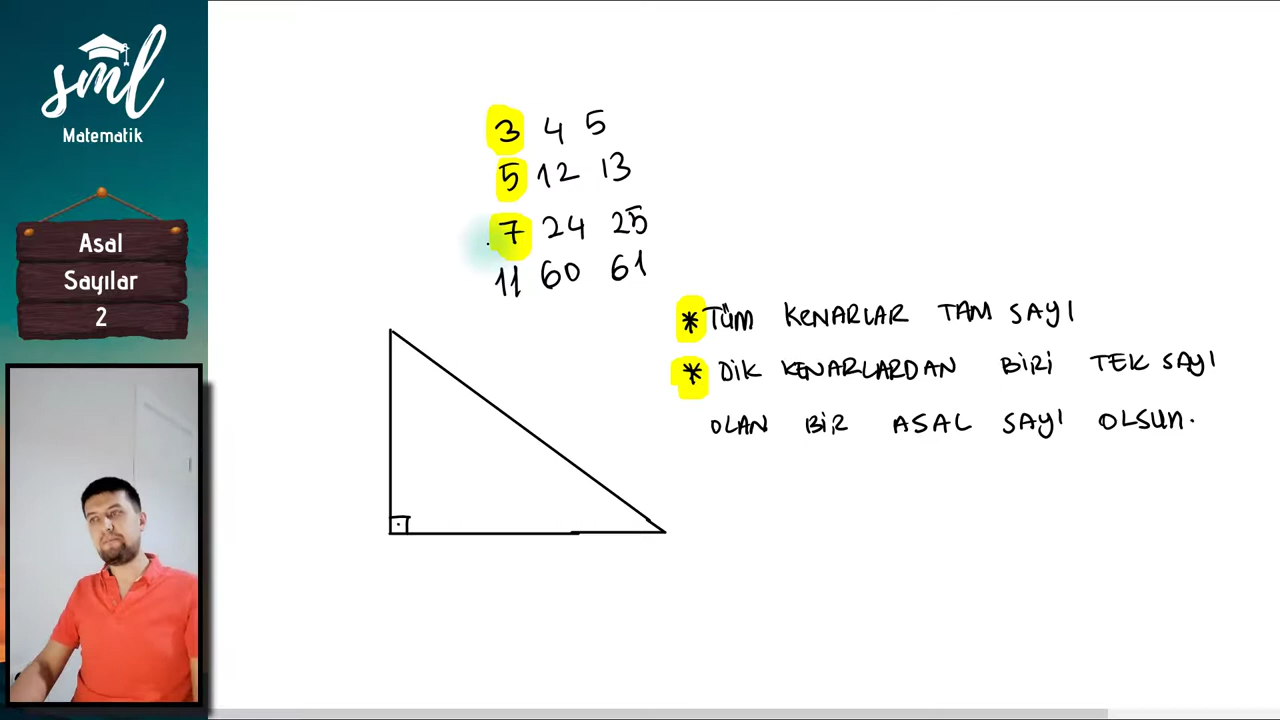 sml
Matematik
Asal
Sayılar
2
3 4 5
5 12 13
7 24 25
11 60 61
* TÜM KENARLAR TAM SAYI
* DİK KENARLARDAN BİRİ TEK SAYI
OLAN BİR ASAL SAYI OLSUN.